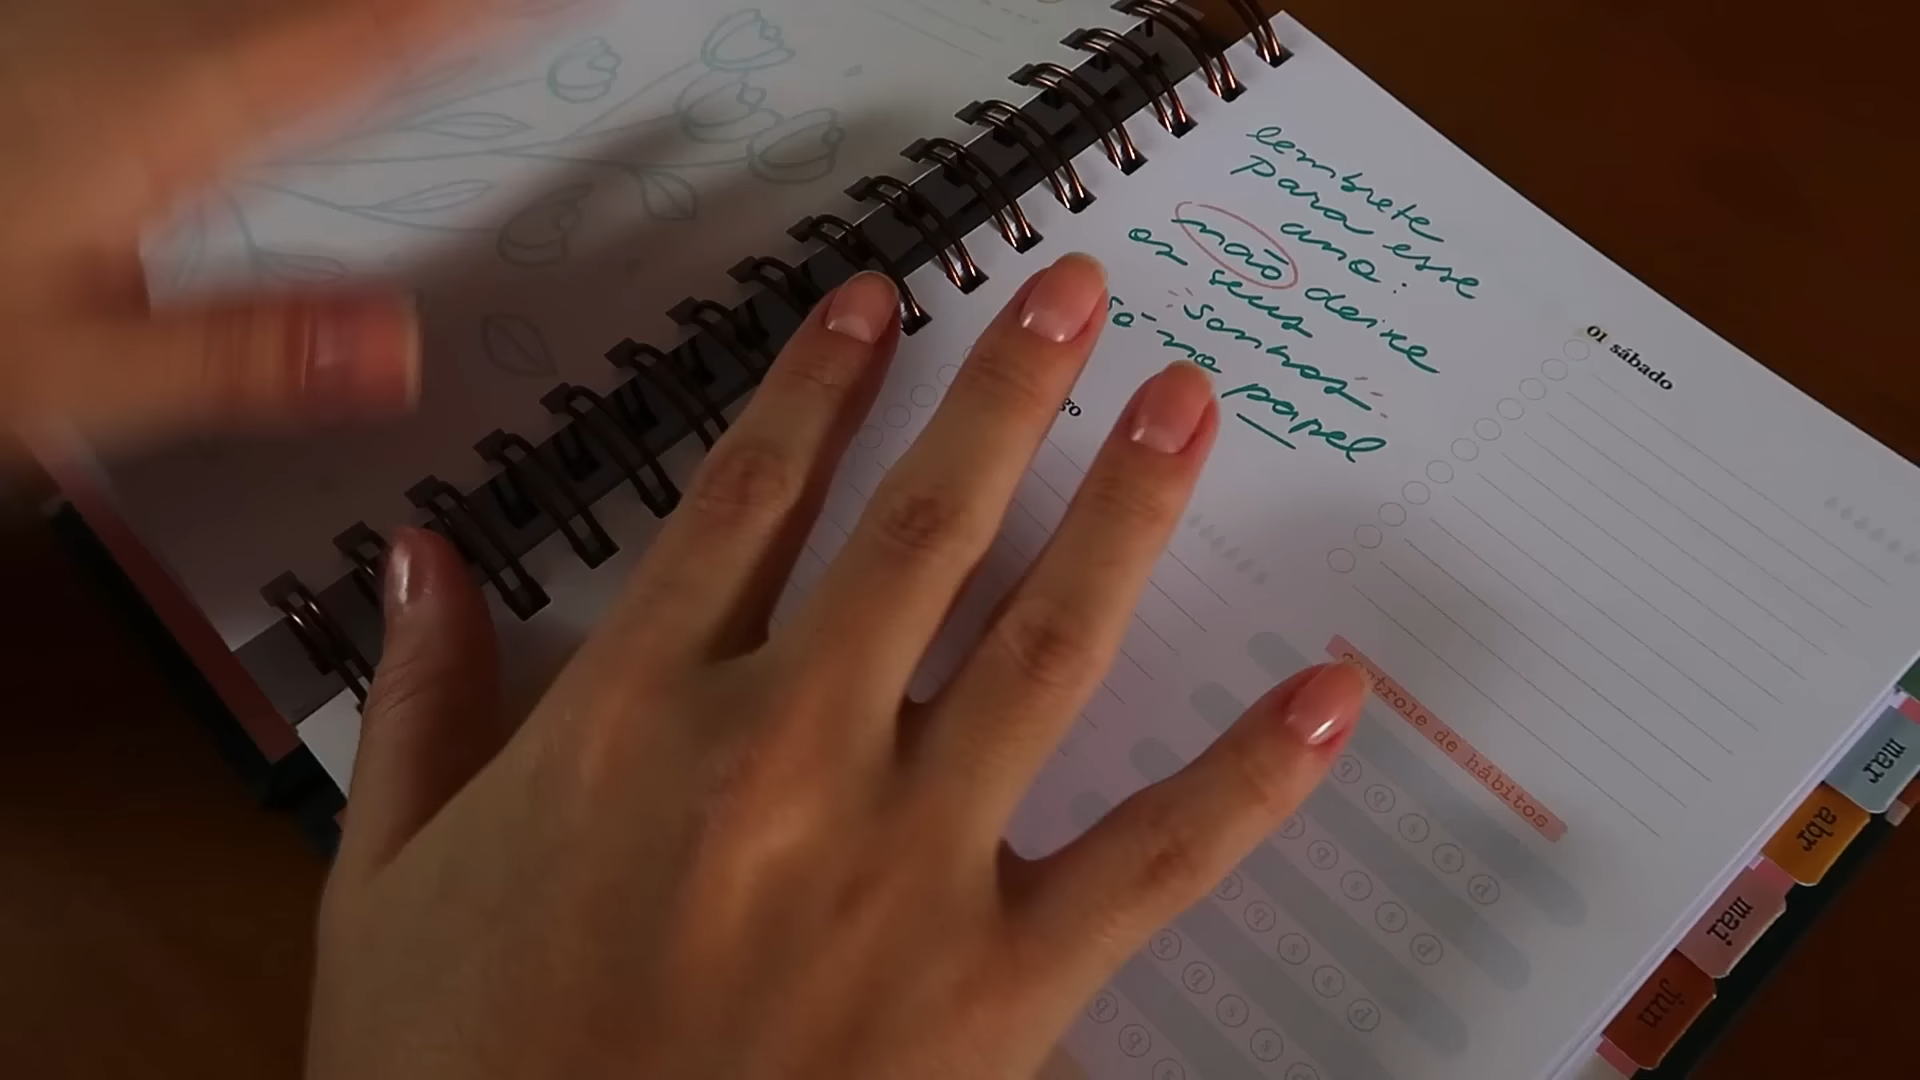 lembrete
para esse
ano:
não deixe
os seus
sonhos
só no papel
01 sábado
controle de hábitos
q s s d
q s s d
q q s s d
q q s s d
q q s s
mar
abr
mai
jun